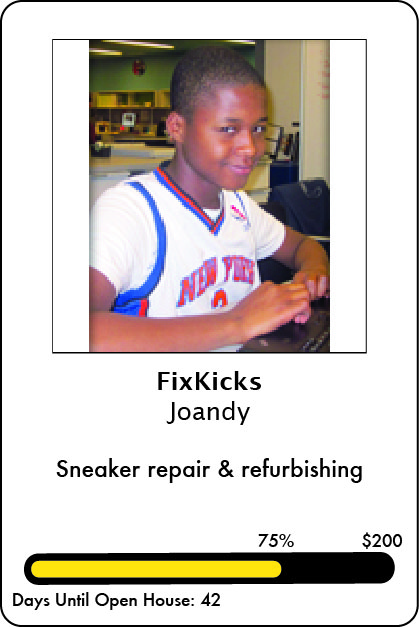 NEW YORK
FixKicks
Joandy
Sneaker repair & refurbishing
75% $200
Days Until Open House: 42